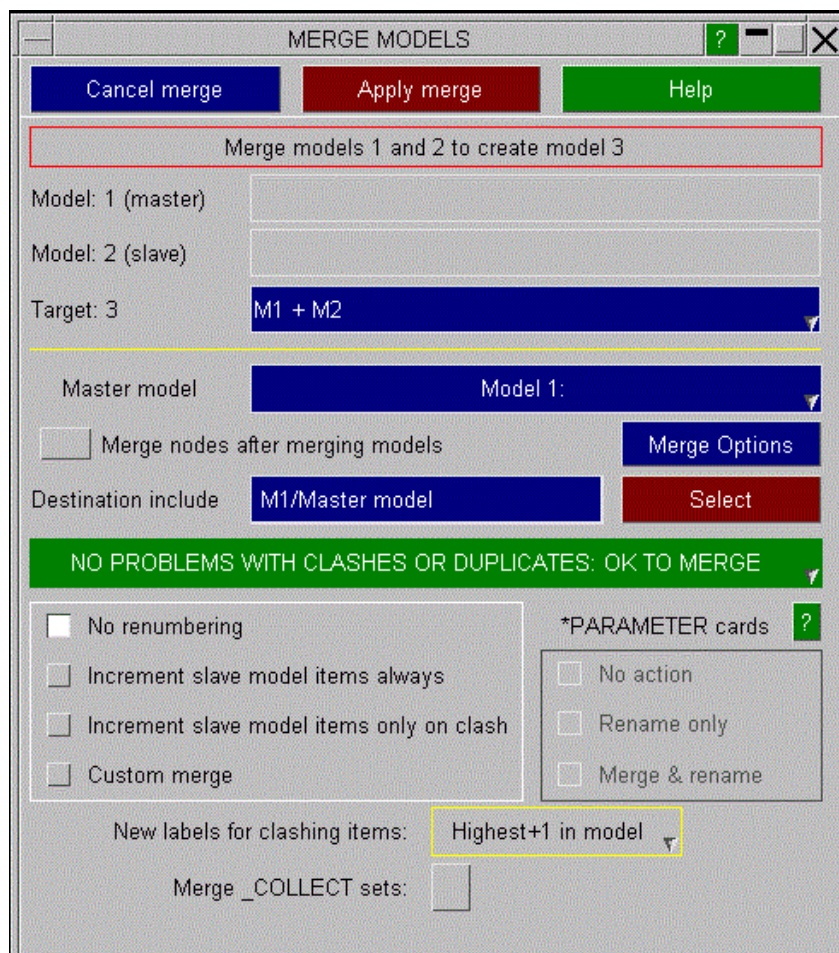 MERGE MODELS ?
Cancel merge Apply merge Help
Merge models 1 and 2 to create model 3
Model: 1 (master)
Model: 2 (slave)
Target: 3 M1 + M2
Master model Model 1:
Merge nodes after merging models Merge Options
Destination include M1/Master model Select
NO PROBLEMS WITH CLASHES OR DUPLICATES: OK TO MERGE
No renumbering
Increment slave model items always
Increment slave model items only on clash
Custom merge
*PARAMETER cards ?
No action
Rename only
Merge & rename
New labels for clashing items: Highest+1 in model
Merge _COLLECT sets: